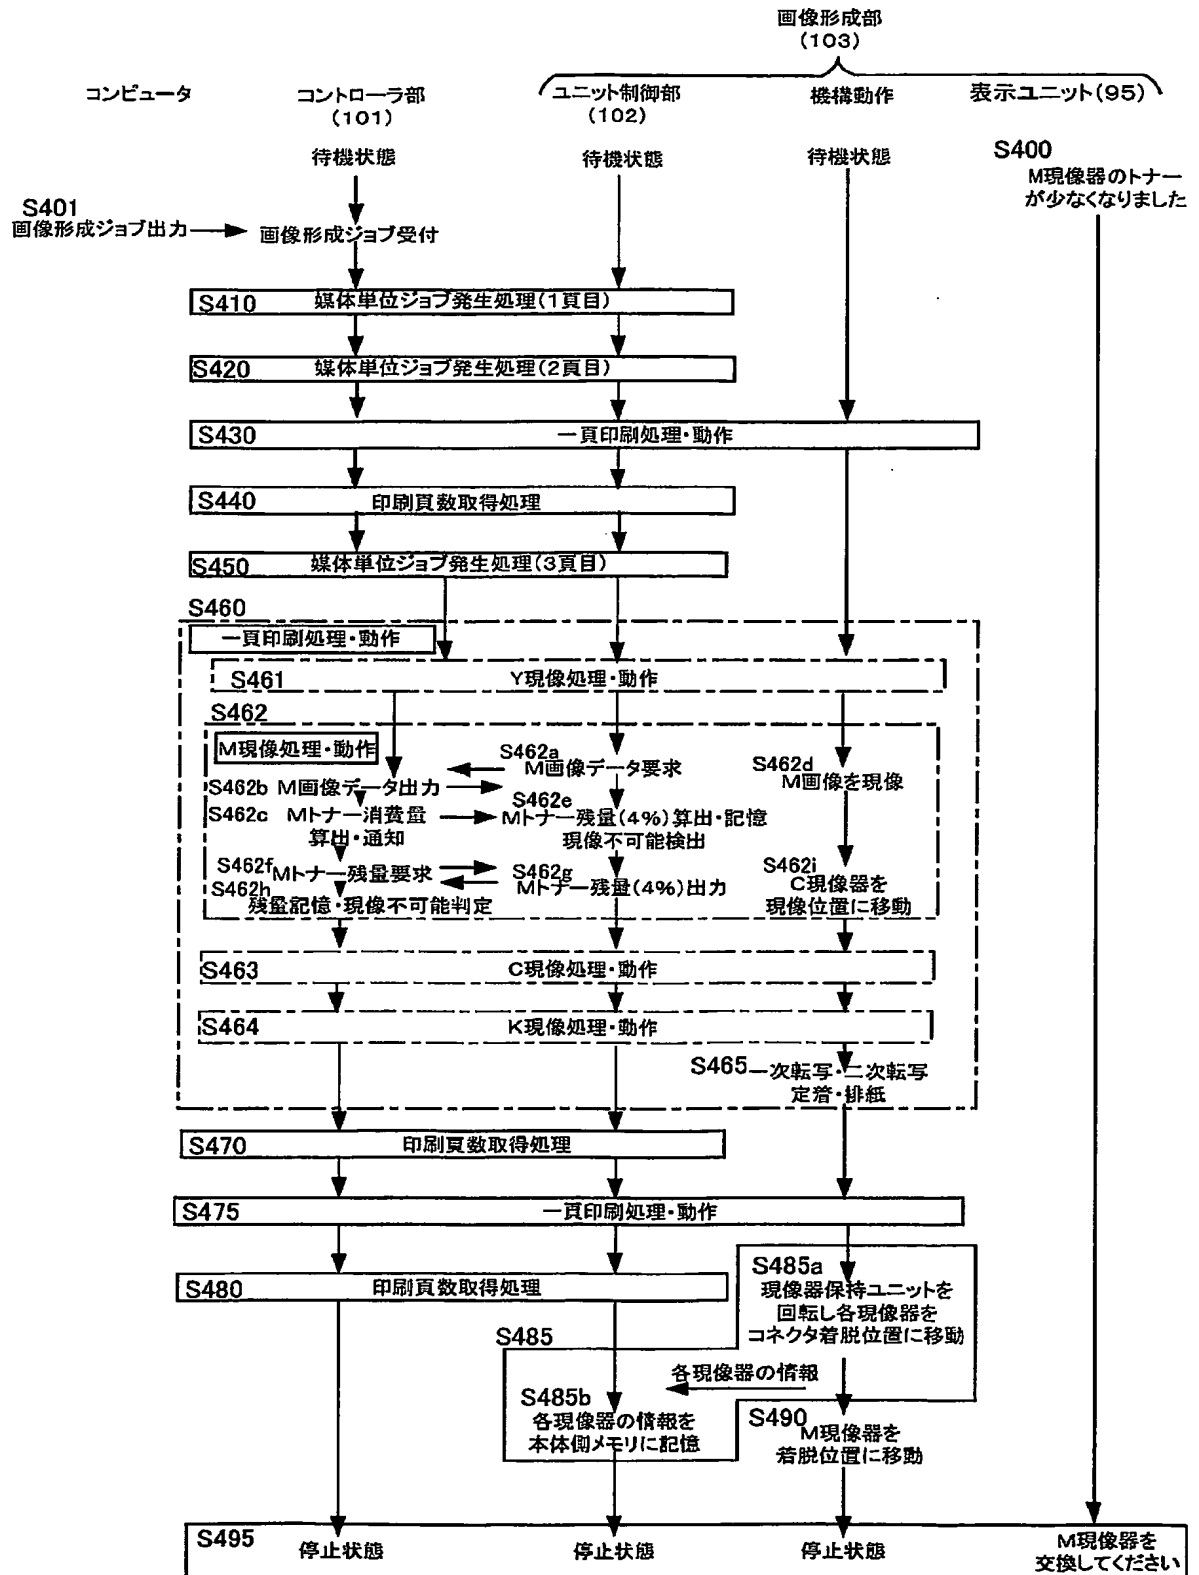 画像形成部
(103)
コンピュータ
コントローラ部
(101)
ユニット制御部
(102)
機構動作
表示ユニット(95)
待機状態
待機状態
待機状態
S400
M現像器のトナー
が少なくなりました
S401
画像形成ジョブ出力
画像形成ジョブ受付
S410 媒体単位ジョブ発生処理(1頁目)
S420 媒体単位ジョブ発生処理(2頁目)
S430 一頁印刷処理・動作
S440 印刷頁数取得処理
S450 媒体単位ジョブ発生処理(3頁目)
S460
一頁印刷処理・動作
S461 Y現像処理・動作
S462
M現像処理・動作
S462a
M画像データ要求
S462d
M画像を現像
S462b M画像データ出力
S462e
S462c Mトナー消費量
算出・通知
Mトナー残量(4%)算出・記憶
現像不可能検出
S462f
Mトナー残量要求
S462g
Mトナー残量(4%)出力
S462i
C現像器を
現像位置に移動
S462h
残量記憶・現像不可能判定
S463 C現像処理・動作
S464 K現像処理・動作
S465 一次転写・二次転写
定着・排紙
S470 印刷頁数取得処理
S475 一頁印刷処理・動作
S480 印刷頁数取得処理
S485a
現像器保持ユニットを
回転し各現像器を
コネクタ着脱位置に移動
S485
各現像器の情報
S485b
各現像器の情報を
本体側メモリに記憶
S490
M現像器を
着脱位置に移動
S495 停止状態
停止状態
停止状態
M現像器を
交換してください